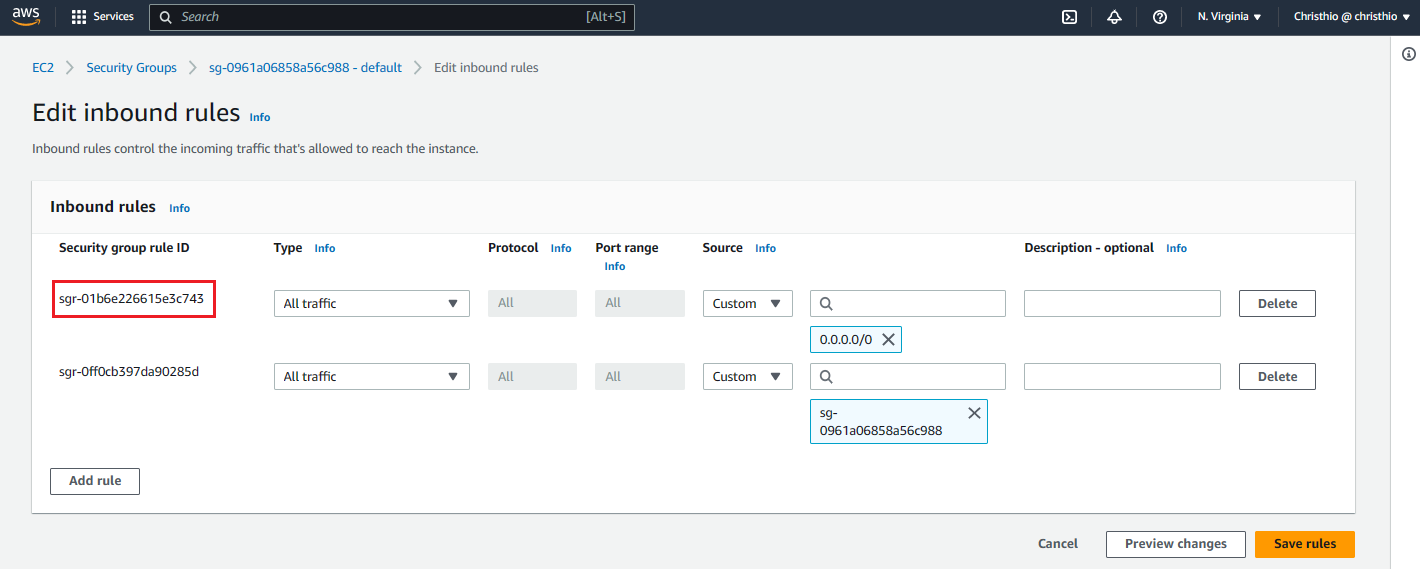 aws
Services
Search
[Alt+S]
N. Virginia
Christhio @ christhio
EC2
Security Groups
sg-0961a06858a56c988 - default
Edit inbound rules
Edit inbound rules
Info
Inbound rules control the incoming traffic that's allowed to reach the instance.
Inbound rules
Info
Security group rule ID
Type
Info
Protocol
Info
Port range
Info
Source
Info
Description - optional
Info
sgr-01b6e226615e3c743
All traffic
All
All
Custom
Delete
0.0.0.0/0
sgr-0ff0cb397da90285d
All traffic
All
All
Custom
Delete
sg-
0961a06858a56c988
Add rule
Cancel
Preview changes
Save rules